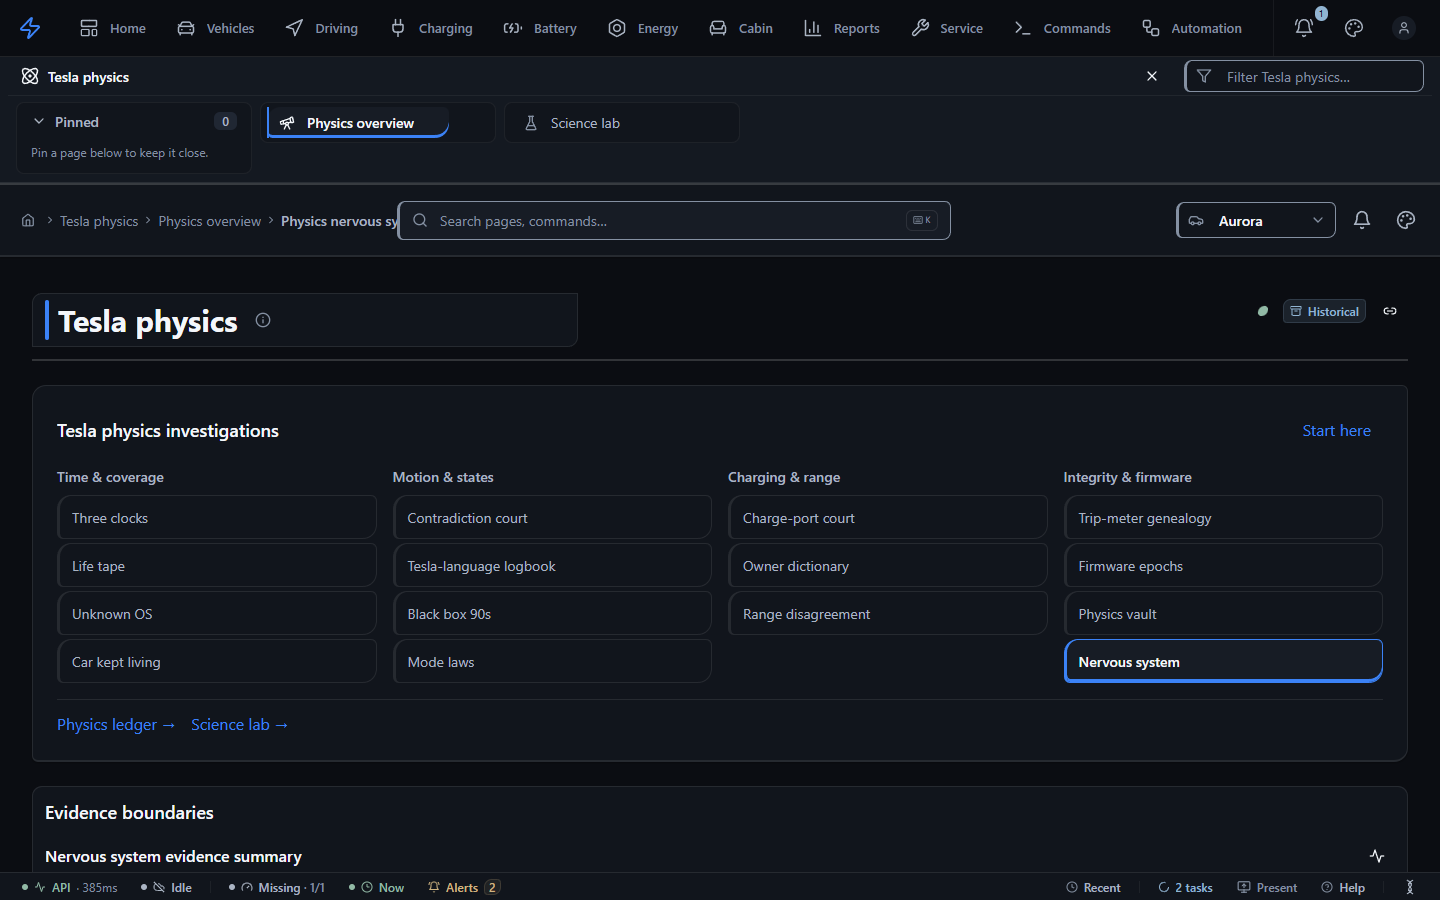 Home
Vehicles
Driving
Charging
Battery
Energy
Cabin
Reports
Service
Commands
Automation
1
Tesla physics
Filter Tesla physics...
Pinned
0
Pin a page below to keep it close.
Physics overview
Science lab
Tesla physics
Physics overview
Physics nervous sy
Search pages, commands...
K
Aurora
Tesla physics
Historical
Tesla physics investigations
Start here
Time & coverage
Motion & states
Charging & range
Integrity & firmware
Three clocks
Contradiction court
Charge-port court
Trip-meter genealogy
Life tape
Tesla-language logbook
Owner dictionary
Firmware epochs
Unknown OS
Black box 90s
Range disagreement
Physics vault
Car kept living
Mode laws
Nervous system
Physics ledger →
Science lab →
Evidence boundaries
Nervous system evidence summary
API · 385ms
Idle
Missing · 1/1
Now
Alerts 2
Recent
2 tasks
Present
Help